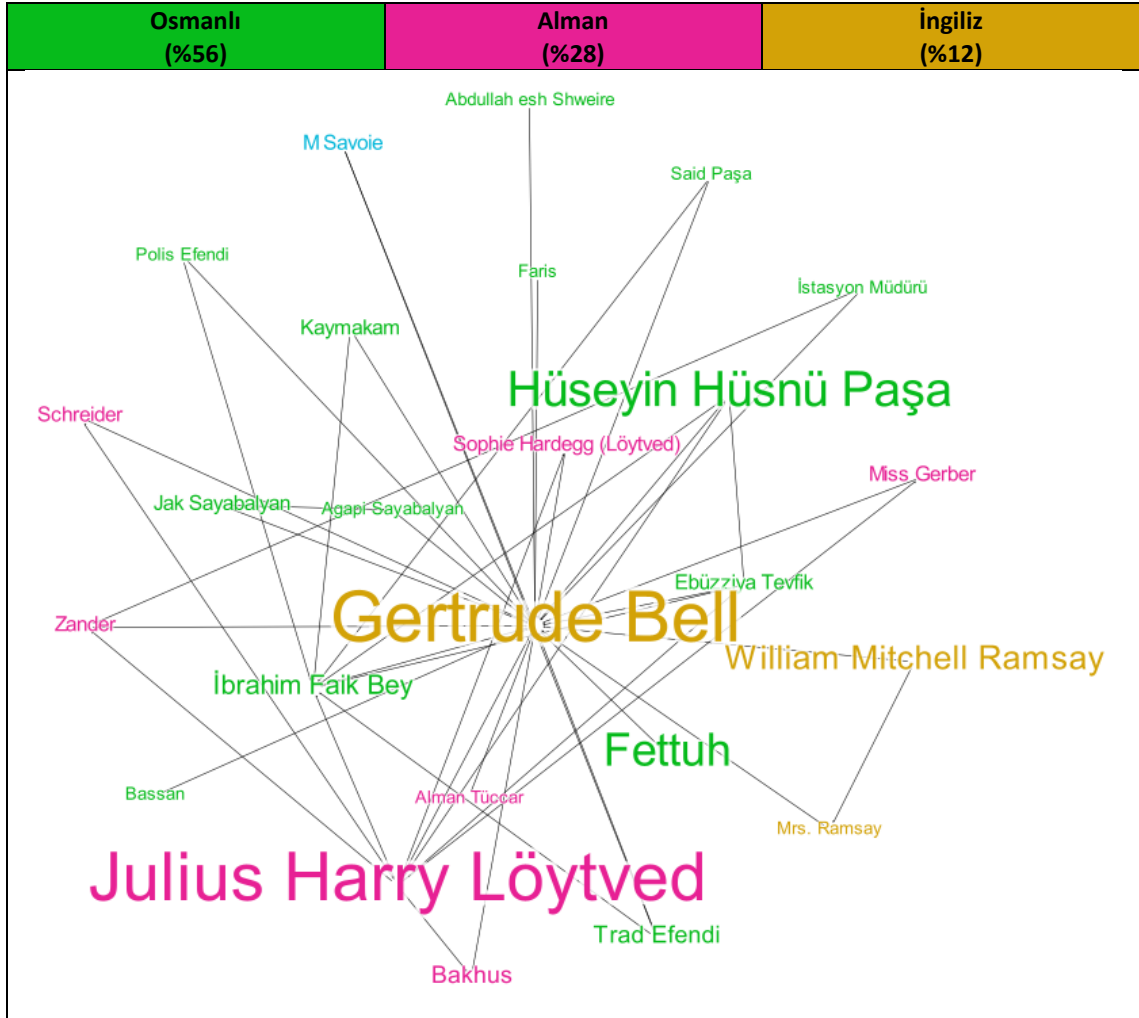 Osmanlı
(%56)
Alman
(%28)
İngiliz
(%12)
Abdullah esh Shweire
M Savoie
Said Paşa
Polis Efendi
Faris
İstasyon Müdürü
Kaymakam
Hüseyin Hüsnü Paşa
Schreider
Sophie Hardegg (Löytved)
Miss Gerber
Jak Sayabalyan
Agapi Sayabalyan
Ebüzziya Tevfik
Gertrude Bell
Zander
William Mitchell Ramsay
İbrahim Faik Bey
Fettuh
Bassan
Alman Tüccar
Mrs. Ramsay
Julius Harry Löytved
Trad Efendi
Bakhus